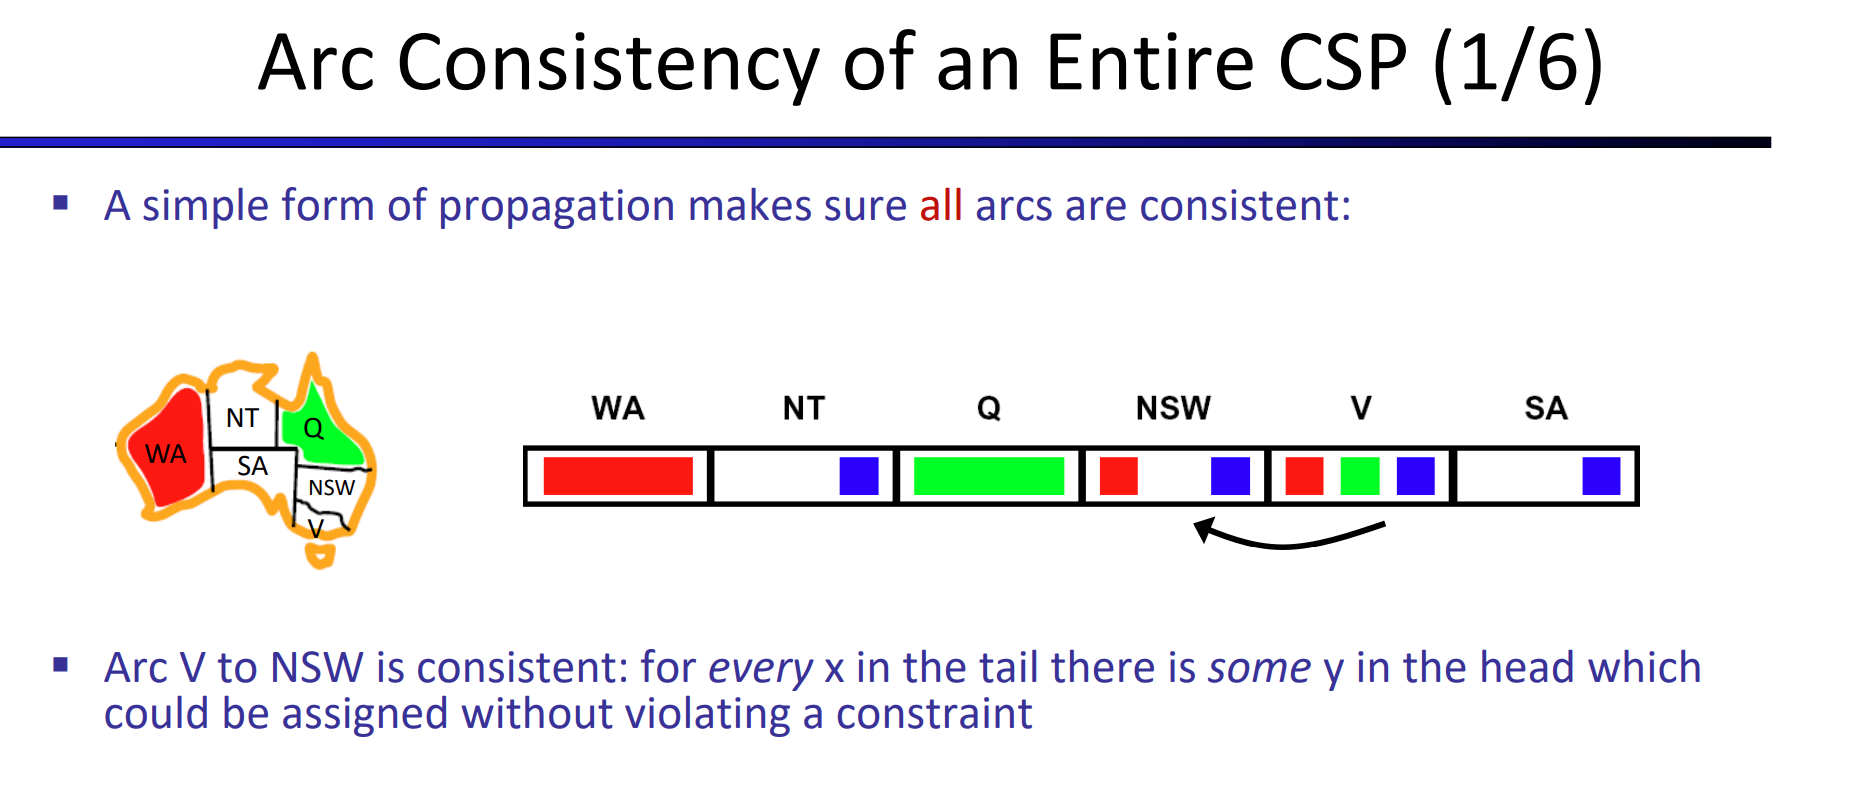 Arc Consistency of an Entire CSP (1/6)
▪ A simple form of propagation makes sure all arcs are consistent:
WA NT Q NSW V SA
NT
Q
WA
SA
NSW
V
▪ Arc V to NSW is consistent: for every x in the tail there is some y in the head which
could be assigned without violating a constraint